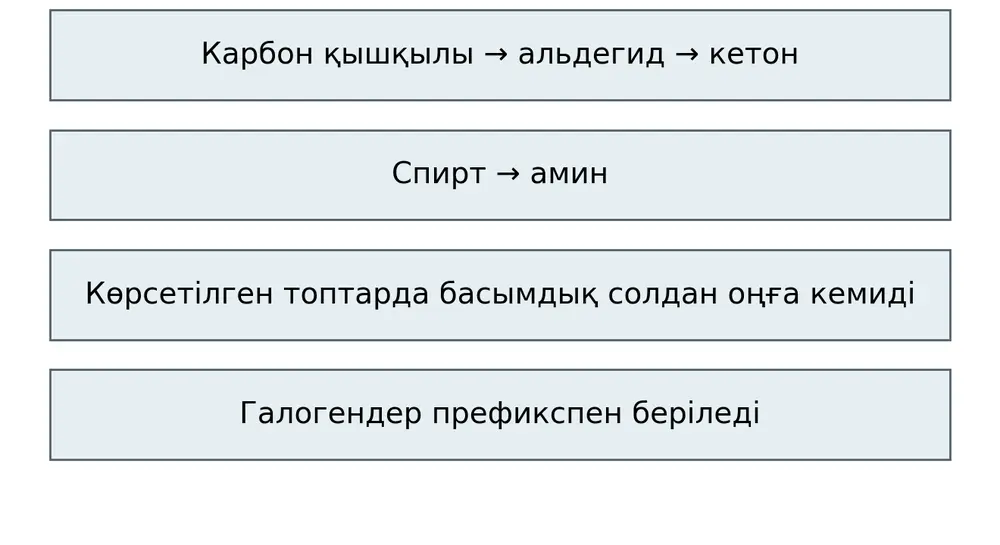 Карбон қышқылы → альдегид → кетон
Спирт → амин
Көрсетілген топтарда басымдық солдан оңға кемиді
Галогендер префикспен беріледі